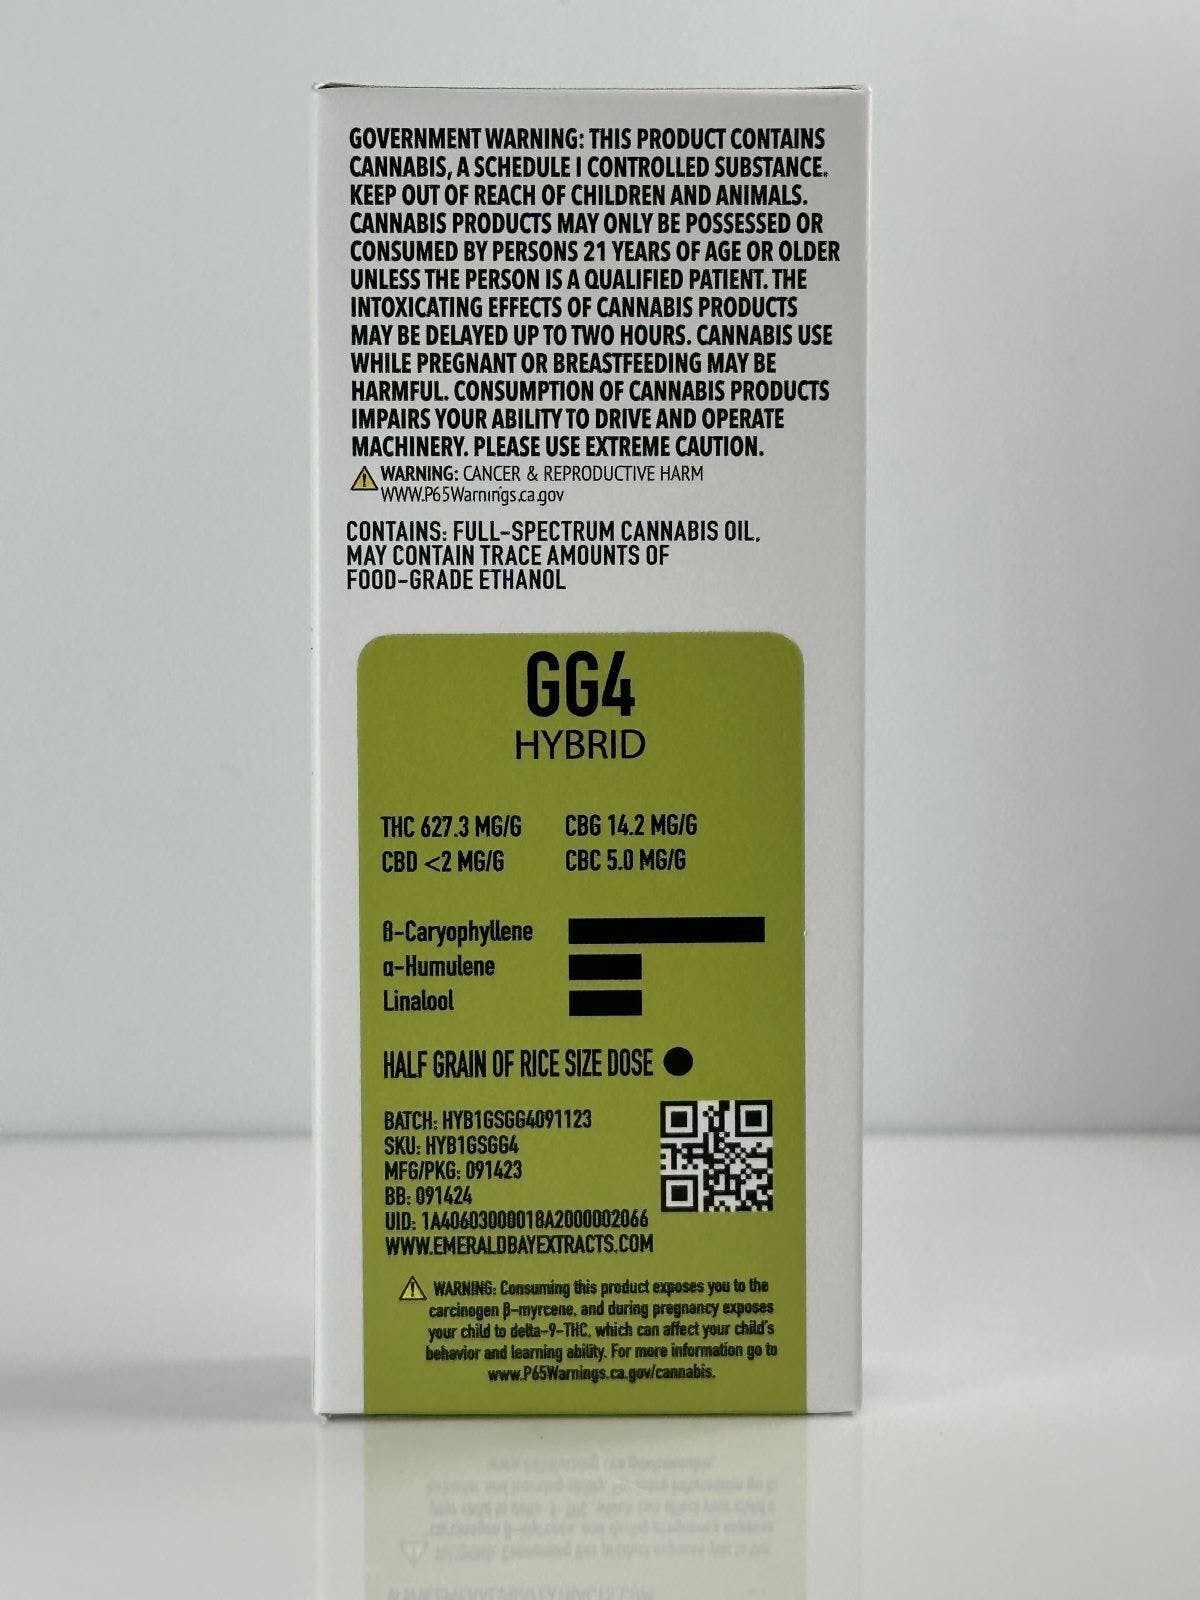 GOVERNMENT WARNING: THIS PRODUCT CONTAINS
CANNABIS, A SCHEDULE I CONTROLLED SUBSTANCE.
KEEP OUT OF REACH OF CHILDREN AND ANIMALS.
CANNABIS PRODUCTS MAY ONLY BE POSSESSED OR
CONSUMED BY PERSONS 21 YEARS OF AGE OR OLDER
UNLESS THE PERSON IS A QUALIFIED PATIENT. THE
INTOXICATING EFFECTS OF CANNABIS PRODUCTS
MAY BE DELAYED UP TO TWO HOURS. CANNABIS USE
WHILE PREGNANT OR BREASTFEEDING MAY BE
HARMFUL. CONSUMPTION OF CANNABIS PRODUCTS
IMPAIRS YOUR ABILITY TO DRIVE AND OPERATE
MACHINERY. PLEASE USE EXTREME CAUTION.
WARNING: CANCER & REPRODUCTIVE HARM
WWW.P65Warnings.ca.gov
CONTAINS: FULL-SPECTRUM CANNABIS OIL.
MAY CONTAIN TRACE AMOUNTS OF
FOOD-GRADE ETHANOL
GG4
HYBRID
THC 627.3 MG/G CBG 14.2 MG/G
CBD <2 MG/G CBC 5.0 MG/G
β-Caryophyllene
α-Humulene
Linalool
HALF GRAIN OF RICE SIZE DOSE
BATCH: HYB1GSGG4091123
SKU: HYB1GSGG4
MFG/PKG: 091423
BB: 091424
UID: 1A40603000018A2000002066
WWW.EMERALDBAYEXTRACTS.COM
WARNING: Consuming this product exposes you to the
carcinogen β-myrcene, and during pregnancy exposes
your child to delta-9-THC, which can affect your child's
behavior and learning ability. For more information go to
www.P65Warnings.ca.gov/cannabis.